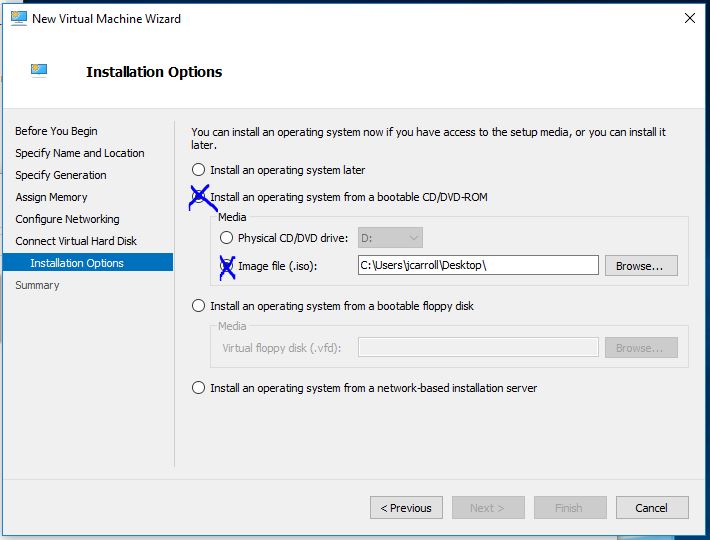 New Virtual Machine Wizard
Installation Options
Before You Begin
Specify Name and Location
Specify Generation
Assign Memory
Configure Networking
Connect Virtual Hard Disk
Installation Options
Summary
You can install an operating system now if you have access to the setup media, or you can install it
later.
Install an operating system later
Install an operating system from a bootable CD/DVD-ROM
Media
Physical CD/DVD drive: D:
Image file (.iso): C:\Users\jcarroll\Desktop\ Browse...
Install an operating system from a bootable floppy disk
Media
Virtual floppy disk (.vfd): Browse...
Install an operating system from a network-based installation server
< Previous Next > Finish Cancel